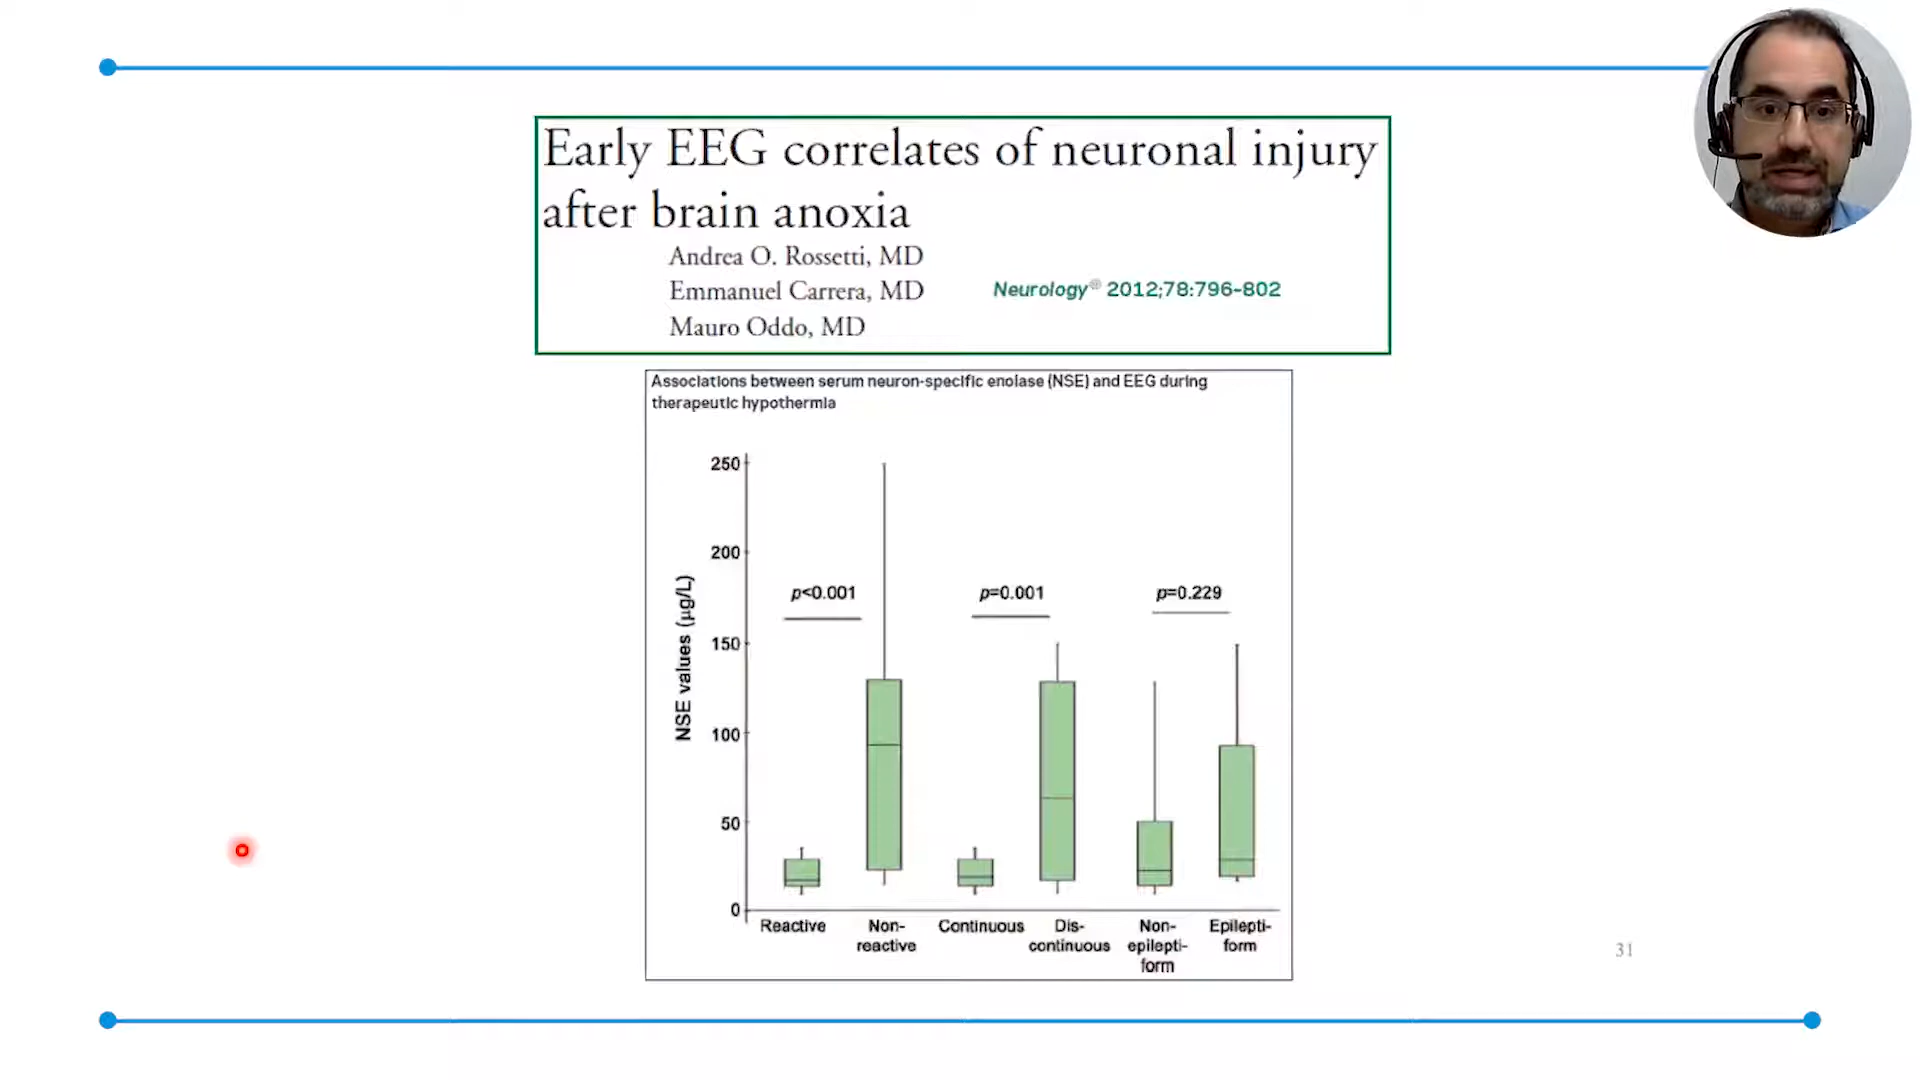 Early EEG correlates of neuronal injury
after brain anoxia
Andrea O. Rossetti, MD
Emmanuel Carrera, MD
Mauro Oddo, MD
Neurology® 2012;78:796-802
Associations between serum neuron-specific enolase (NSE) and EEG during
therapeutic hypothermia
NSE values (µg/L)
250
200
150
100
50
0
p<0.001
p=0.001
p=0.229
Reactive
Non-
reactive
Continuous
Dis-
continuous
Non-
epilepti-
form
Epilepti-
form
31